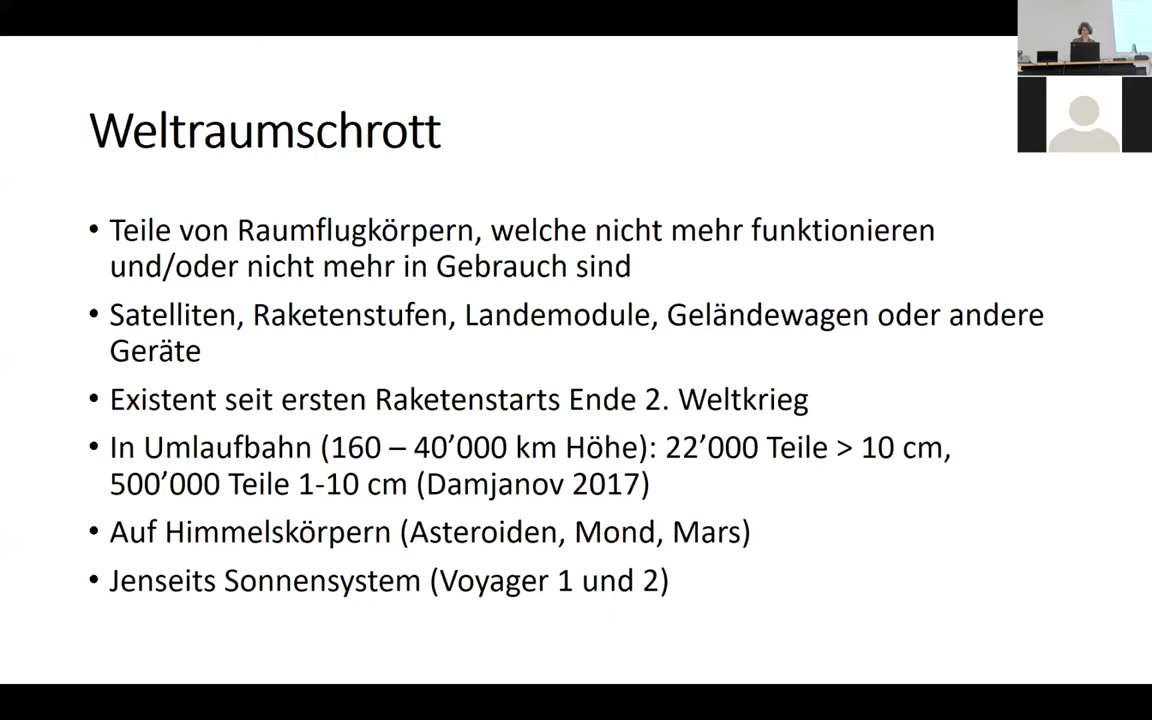 Weltraumschrott
• Teile von Raumflugkörpern, welche nicht mehr funktionieren
und/oder nicht mehr in Gebrauch sind
• Satelliten, Raketenstufen, Landemodule, Geländewagen oder andere
Geräte
• Existent seit ersten Raketenstarts Ende 2. Weltkrieg
• In Umlaufbahn (160 – 40’000 km Höhe): 22’000 Teile > 10 cm,
500’000 Teile 1-10 cm (Damjanov 2017)
• Auf Himmelskörpern (Asteroiden, Mond, Mars)
• Jenseits Sonnensystem (Voyager 1 und 2)